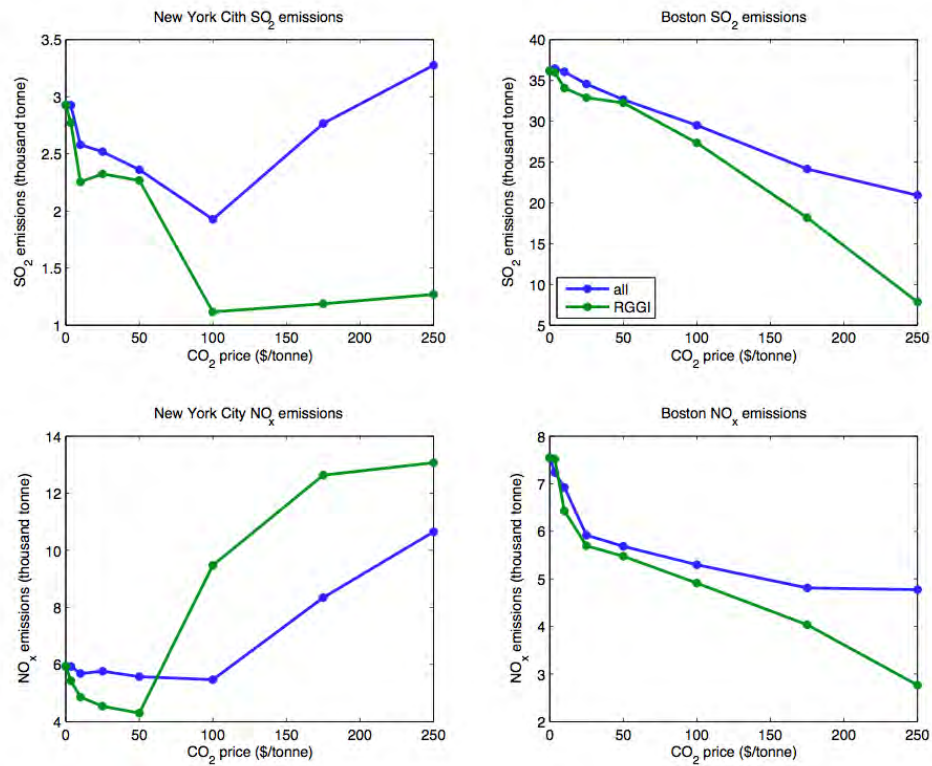 New York Cith SO2 emissions
SO2 emissions (thousand tonne)
3.5
3
2.5
2
1.5
1
0 50 100 150 200 250
CO2 price ($/tonne)
Boston SO2 emissions
SO2 emissions (thousand tonne)
40
35
30
25
20
15
10
5
all
RGGI
0 50 100 150 200 250
CO2 price ($/tonne)
New York City NOx emissions
NOx emissions (thousand tonne)
14
12
10
8
6
4
0 50 100 150 200 250
CO2 price ($/tonne)
Boston NOx emissions
NOx emissions (thousand tonne)
8
7
6
5
4
3
2
0 50 100 150 200 250
CO2 price ($/tonne)